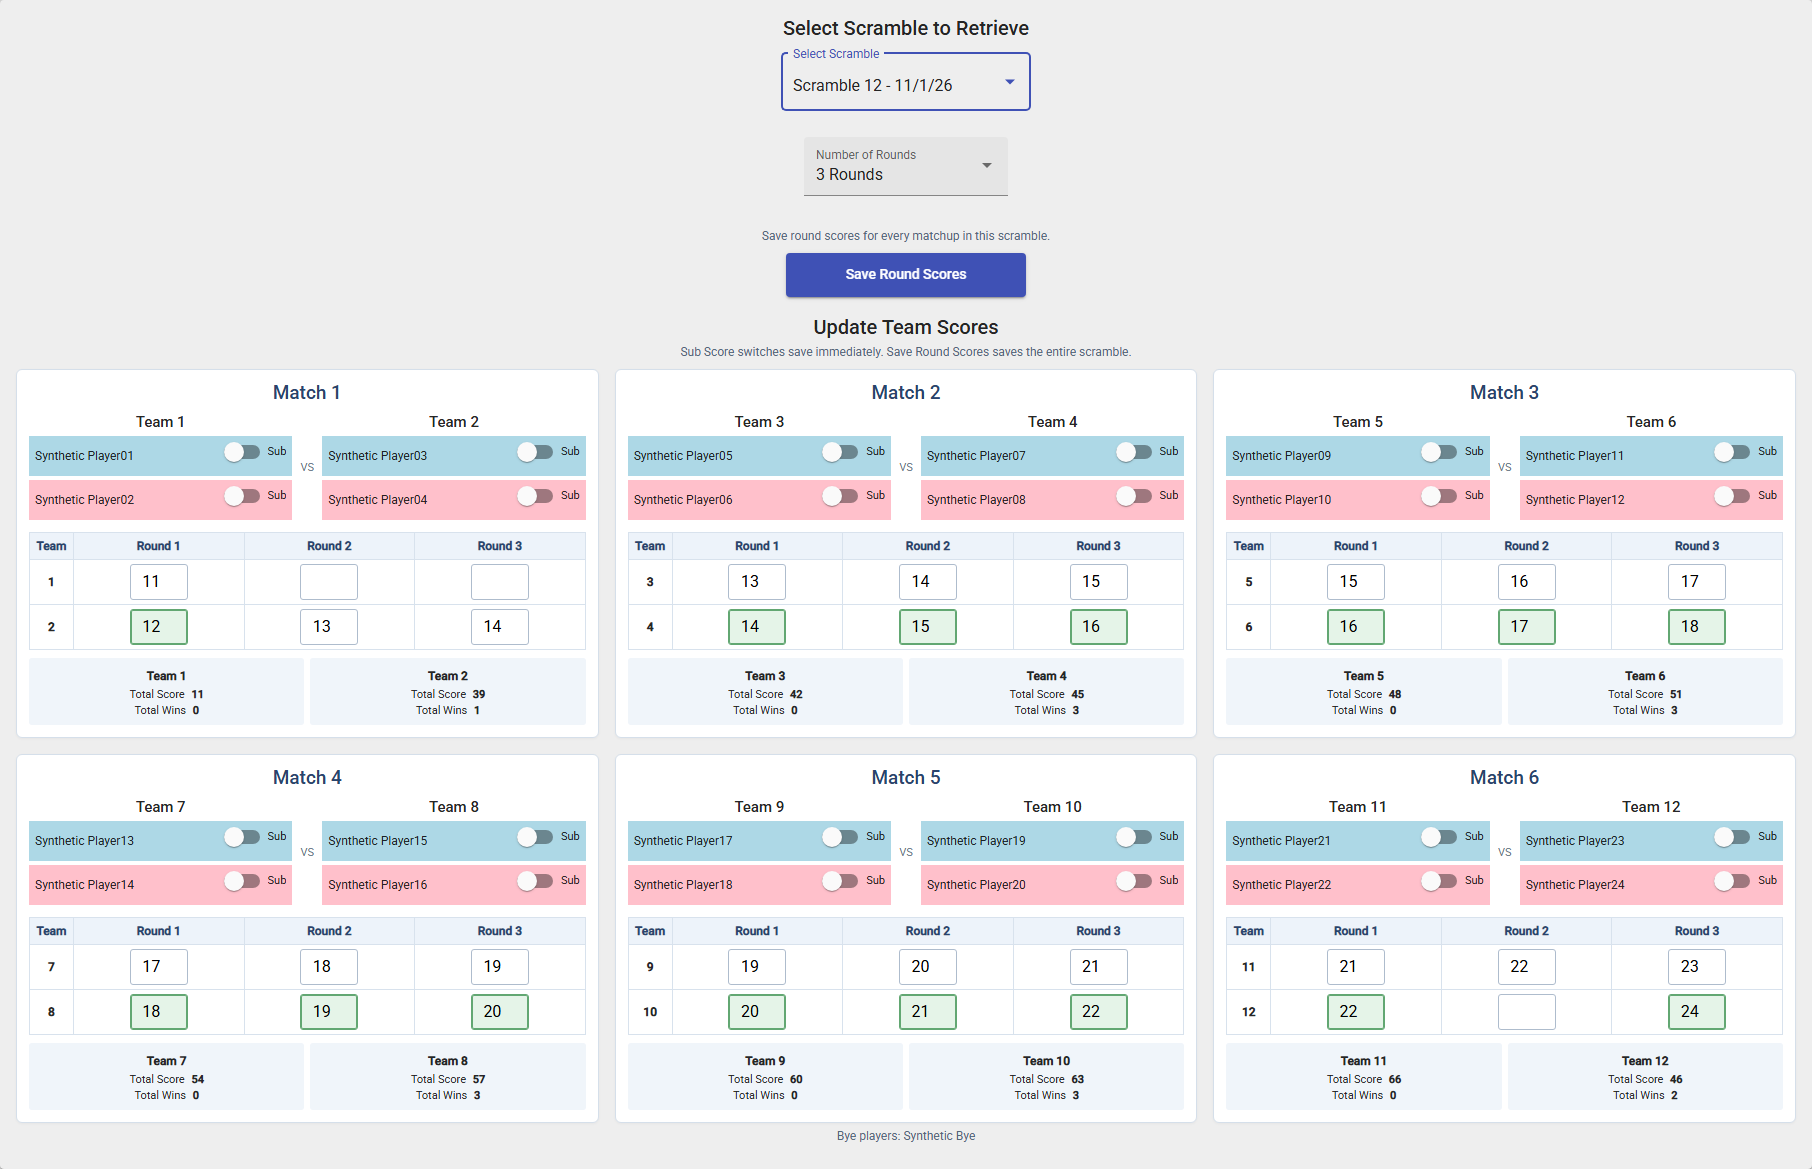 Select Scramble to Retrieve
Select Scramble
Scramble 12 - 11/1/26
Number of Rounds
3 Rounds
Save round scores for every matchup in this scramble.
Save Round Scores
Update Team Scores
Sub Score switches save immediately. Save Round Scores saves the entire scramble.
Match 1
Team 1 Team 2
Synthetic Player01 Sub VS Synthetic Player03 Sub
Synthetic Player02 Sub Synthetic Player04 Sub
Team Round 1 Round 2 Round 3
1 11
2 12 13 14
Team 1 Team 2
Total Score 11 Total Score 39
Total Wins 0 Total Wins 1
Match 2
Team 3 Team 4
Synthetic Player05 Sub VS Synthetic Player07 Sub
Synthetic Player06 Sub Synthetic Player08 Sub
Team Round 1 Round 2 Round 3
3 13 14 15
4 14 15 16
Team 3 Team 4
Total Score 42 Total Score 45
Total Wins 0 Total Wins 3
Match 3
Team 5 Team 6
Synthetic Player09 Sub VS Synthetic Player11 Sub
Synthetic Player10 Sub Synthetic Player12 Sub
Team Round 1 Round 2 Round 3
5 15 16 17
6 16 17 18
Team 5 Team 6
Total Score 48 Total Score 51
Total Wins 0 Total Wins 3
Match 4
Team 7 Team 8
Synthetic Player13 Sub VS Synthetic Player15 Sub
Synthetic Player14 Sub Synthetic Player16 Sub
Team Round 1 Round 2 Round 3
7 17 18 19
8 18 19 20
Team 7 Team 8
Total Score 54 Total Score 57
Total Wins 0 Total Wins 3
Match 5
Team 9 Team 10
Synthetic Player17 Sub VS Synthetic Player19 Sub
Synthetic Player18 Sub Synthetic Player20 Sub
Team Round 1 Round 2 Round 3
9 19 20 21
10 20 21 22
Team 9 Team 10
Total Score 60 Total Score 63
Total Wins 0 Total Wins 3
Match 6
Team 11 Team 12
Synthetic Player21 Sub VS Synthetic Player23 Sub
Synthetic Player22 Sub Synthetic Player24 Sub
Team Round 1 Round 2 Round 3
11 21 22 23
12 22 24
Team 11 Team 12
Total Score 66 Total Score 46
Total Wins 0 Total Wins 2
Bye players: Synthetic Bye